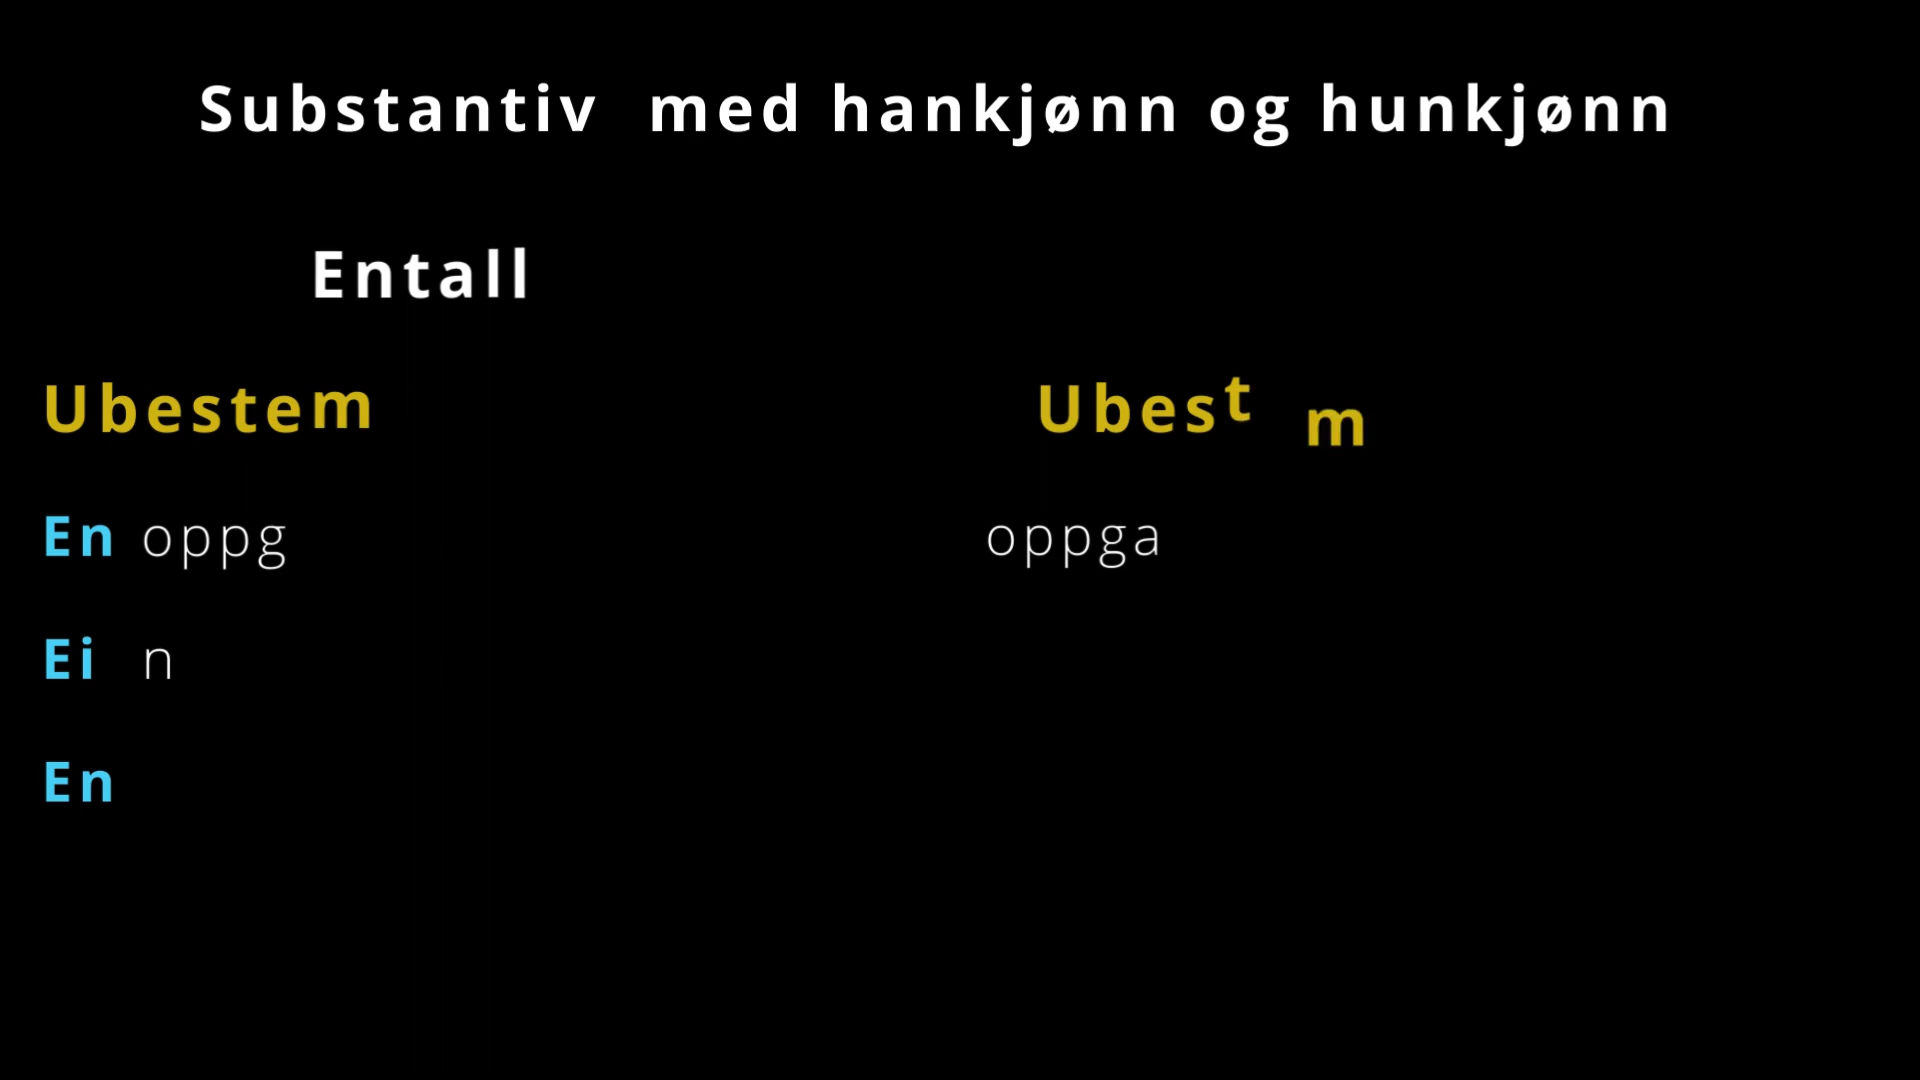 Substantiv med hankjønn og hunkjønn
Entall
Ubestem Ubest m
En oppg oppga
Ei n
En